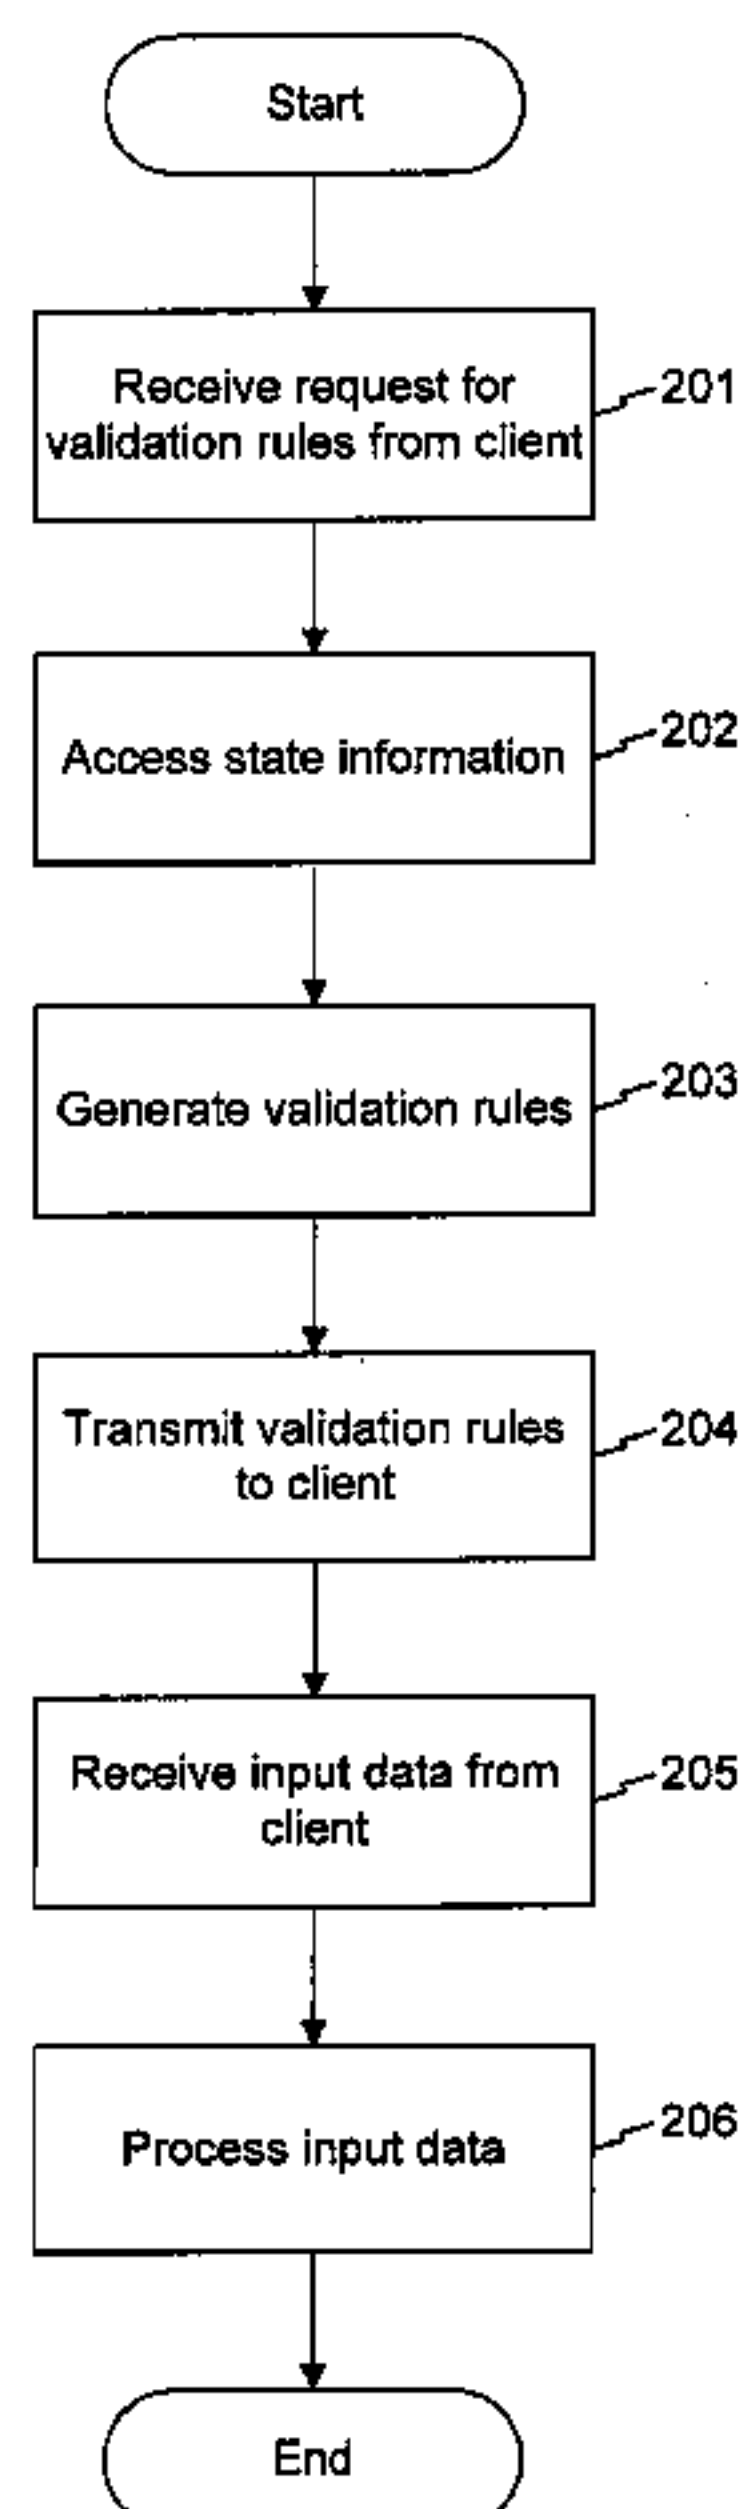 Start
Receive request for
validation rules from client
201
Access state information
202
Generate validation rules
203
Transmit validation rules
to client
204
Receive input data from
client
205
Process input data
206
End